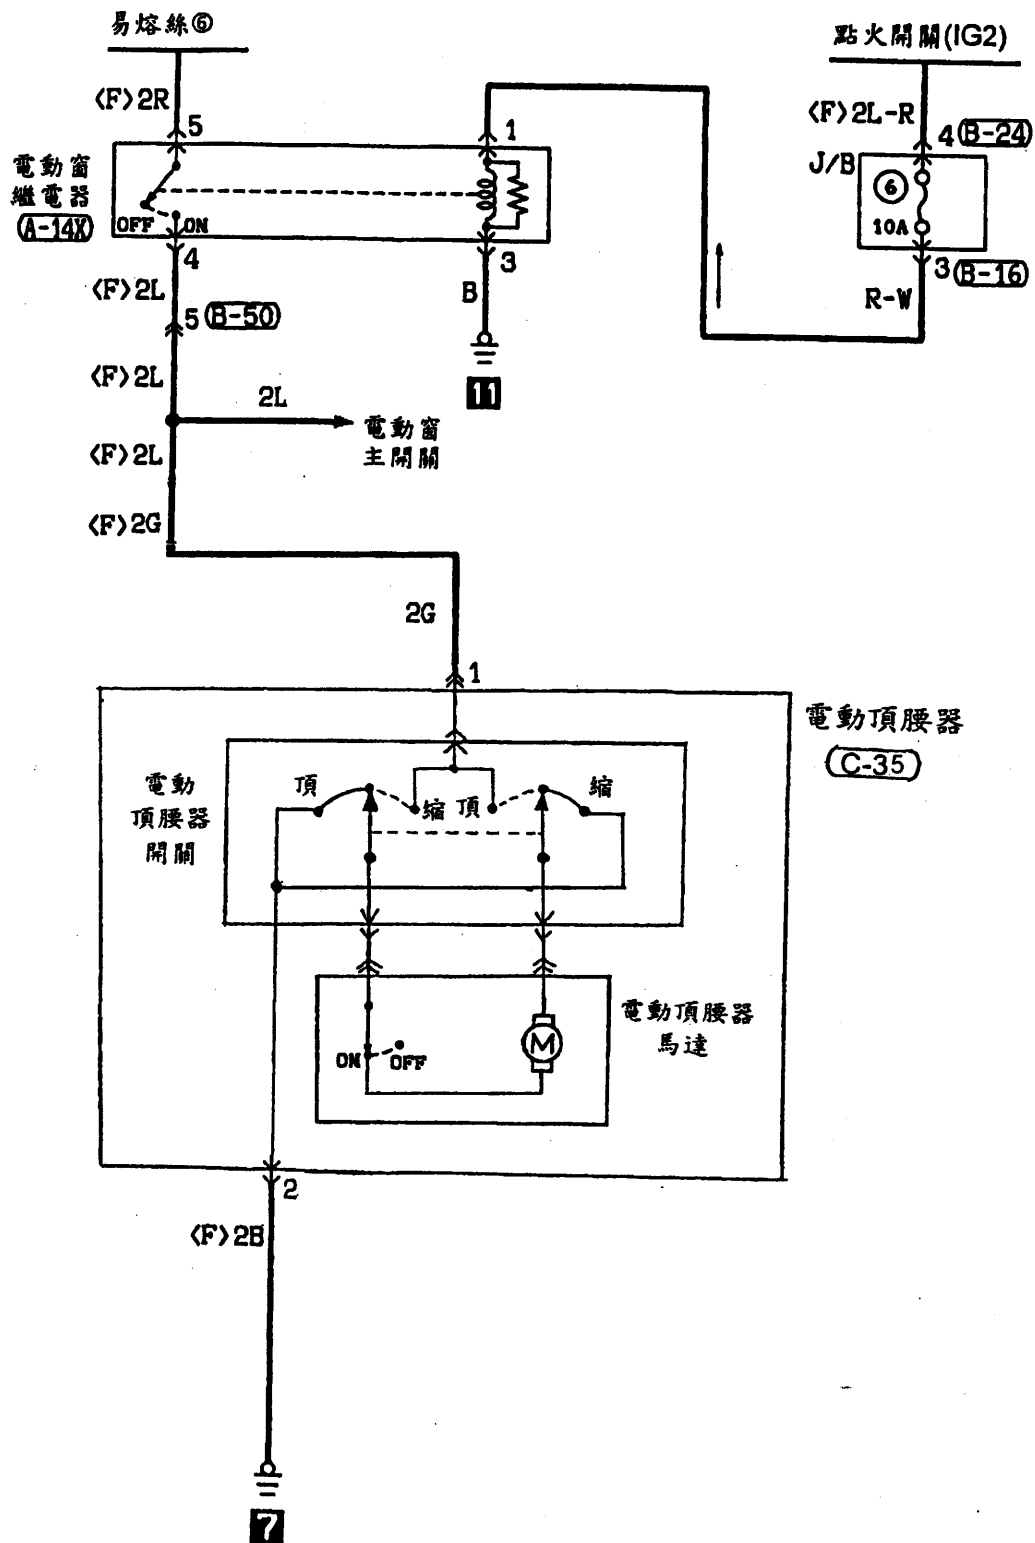 易熔絲⑥
點火開關(IG2)
<F>2R
<F>2L-R
5
1
4 (B-24)
電動窗
繼電器
(A-14X)
OFF
ON
J/B
⑥
10A
4
3
3 (B-16)
<F>2L
B
R-W
5 (B-50)
11
<F>2L
2L
電動窗
主開關
<F>2L
<F>2G
2G
1
電動頂腰器
(C-35)
電動
頂腰器
開關
頂
縮
頂
縮
電動頂腰器
馬達
ON
OFF
M
2
<F>2B
7